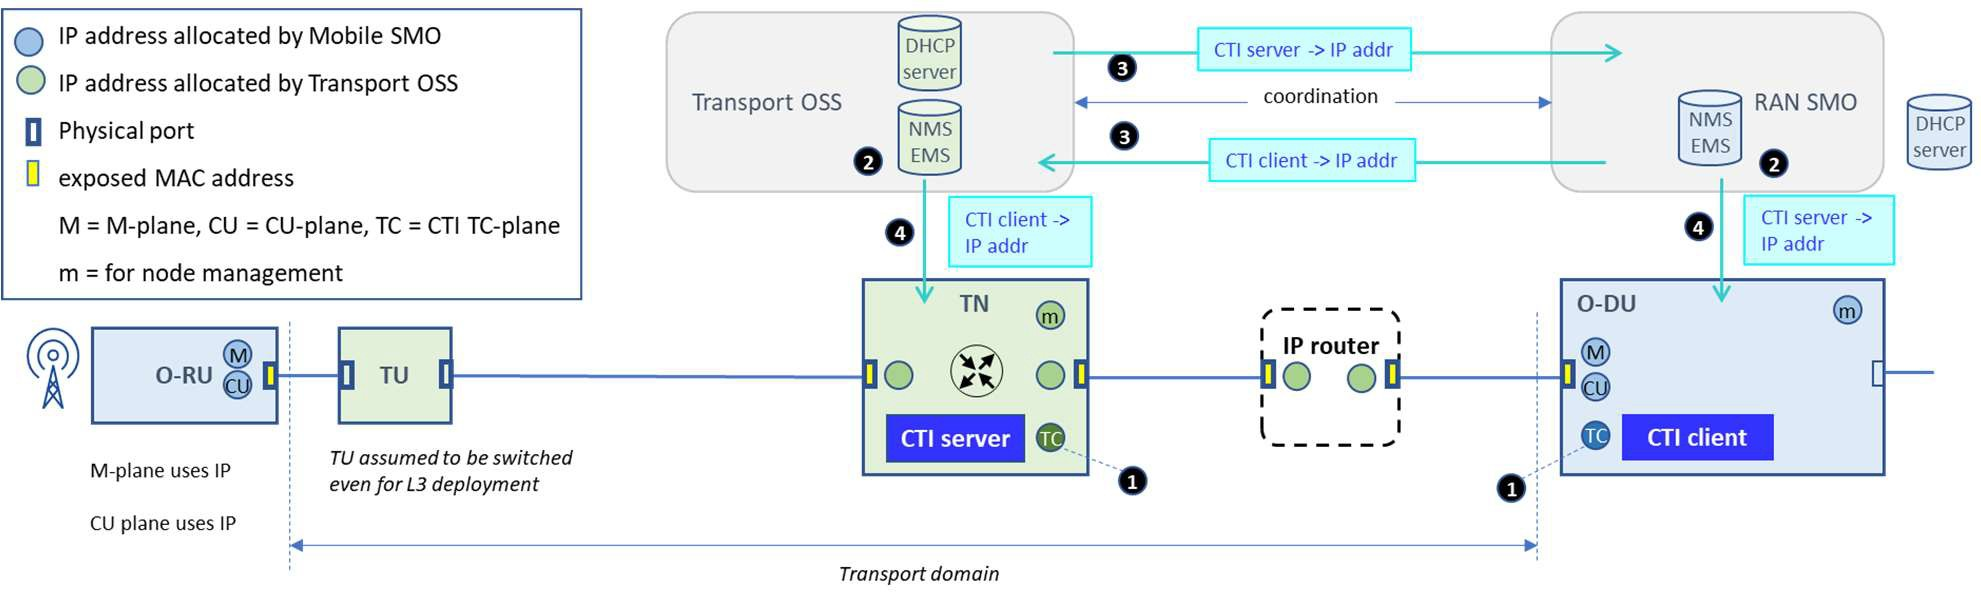 IP address allocated by Mobile SMO
IP address allocated by Transport OSS
Physical port
exposed MAC address
M = M-plane, CU = CU-plane, TC = CTI TC-plane
m = for node management
DHCP
server
Transport OSS
NMS
EMS
2
3
CTI server -> IP addr
coordination
3
CTI client -> IP addr
NMS
EMS
RAN SMO
2
DHCP
server
4
CTI client ->
IP addr
4
CTI server ->
IP addr
O-RU
M
CU
TU
TN
m
CTI server
TC
1
IP router
O-DU
m
M
CU
TC
CTI client
1
M-plane uses IP
CU plane uses IP
TU assumed to be switched
even for L3 deployment
Transport domain